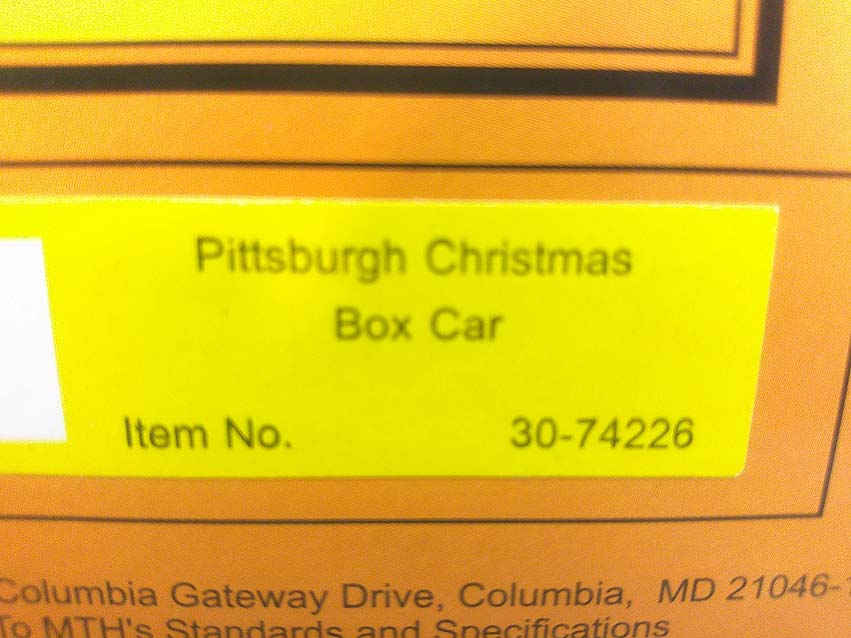 Pittsburgh Christmas
Box Car
Item No. 30-74226
Columbia Gateway Drive, Columbia, MD 21046-1
To MTH's Standards and Specifications